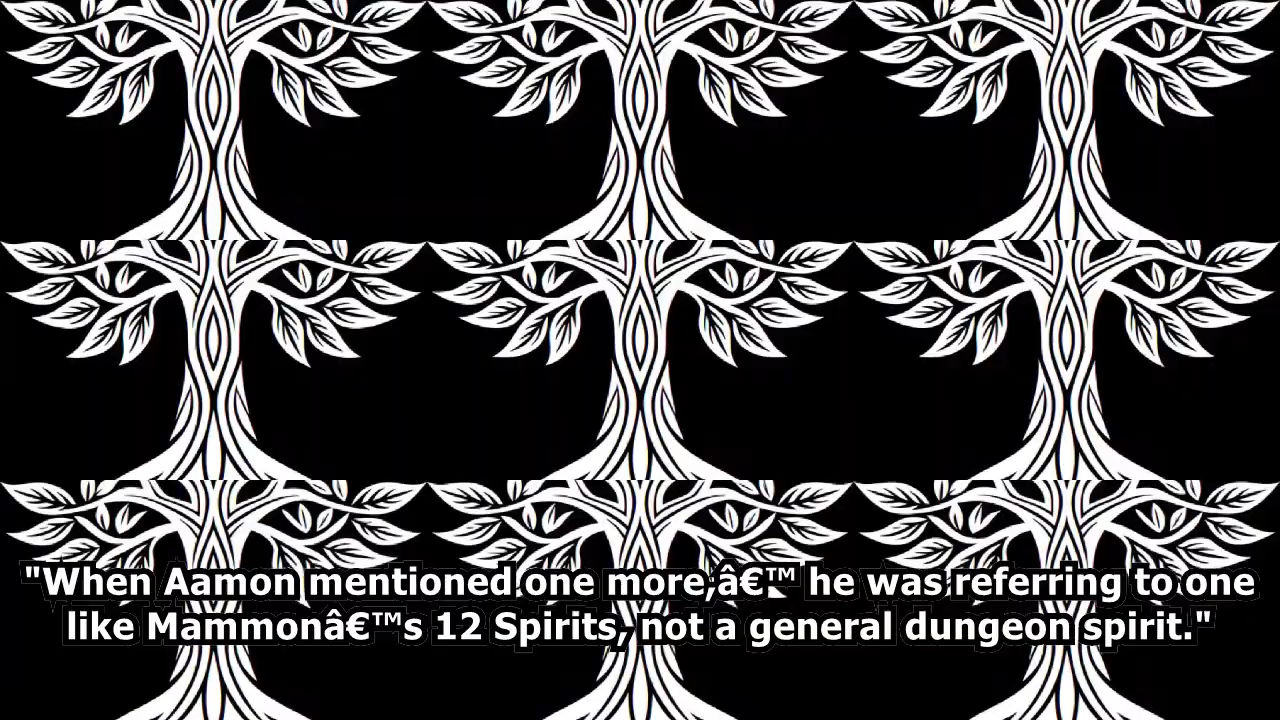 "When Aamon mentioned one more,â€™ he was referring to one
like Mammonâ€™s 12 Spirits, not a general dungeon spirit."